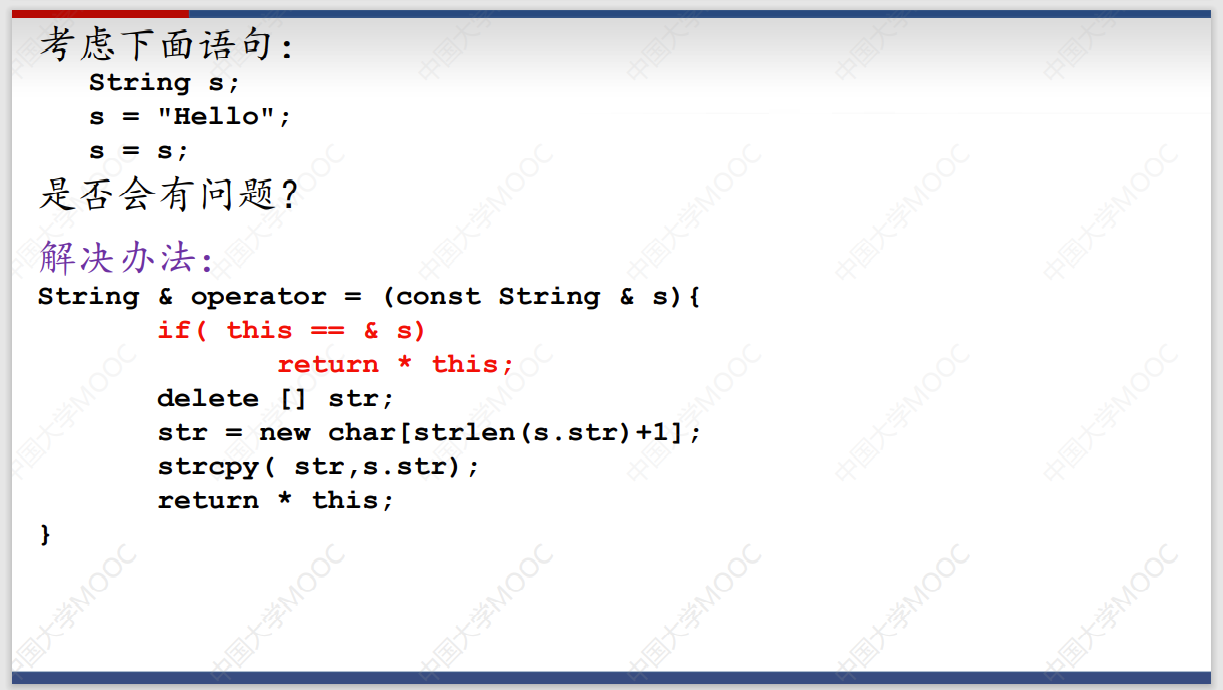 考虑下面语句：
String s;
s = "Hello";
s = s;
是否会有问题？
解决办法：
String & operator = (const String & s){
if( this == & s)
return * this;
delete [] str;
str = new char[strlen(s.str)+1];
strcpy( str,s.str);
return * this;
}
中国大学MOOC